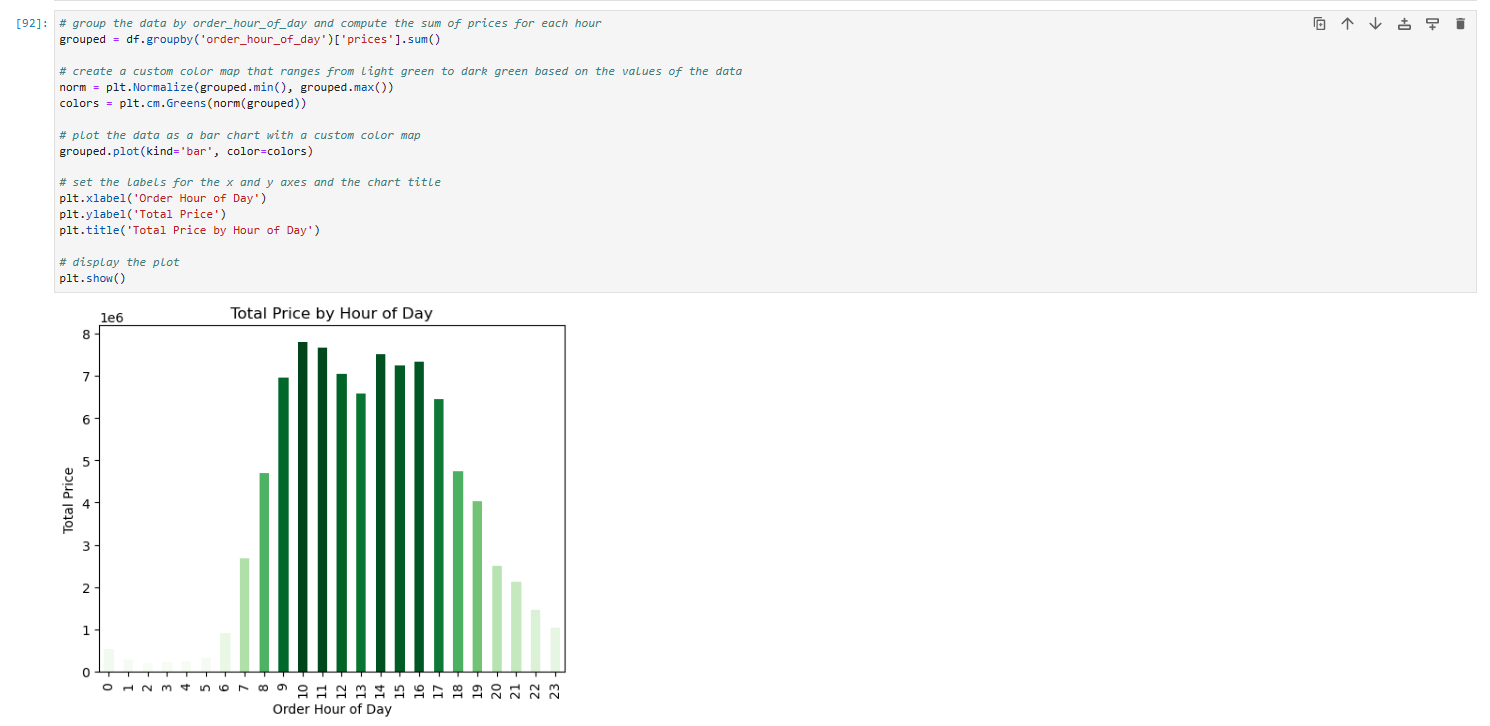 [92]:
# group the data by order_hour_of_day and compute the sum of prices for each hour
grouped = df.groupby('order_hour_of_day')['prices'].sum()
# create a custom color map that ranges from light green to dark green based on the values of the data
norm = plt.Normalize(grouped.min(), grouped.max())
colors = plt.cm.Greens(norm(grouped))
# plot the data as a bar chart with a custom color map
grouped.plot(kind='bar', color=colors)
# set the labels for the x and y axes and the chart title
plt.xlabel('Order Hour of Day')
plt.ylabel('Total Price')
plt.title('Total Price by Hour of Day')
# display the plot
plt.show()
Total Price by Hour of Day
1e6
8
7
6
5
4
3
2
1
0
Total Price
0 1 2 3 4 5 6 7 8 9 10 11 12 13 14 15 16 17 18 19 20 21 22 23
Order Hour of Day